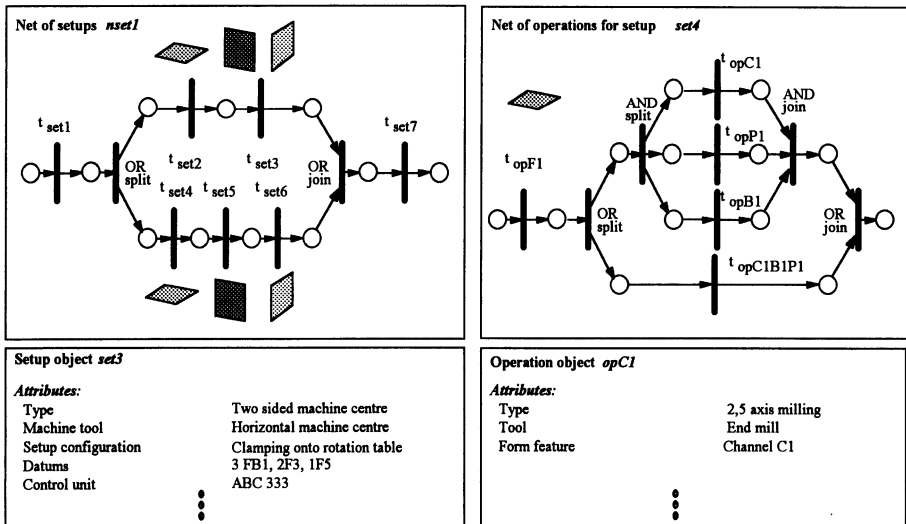 Net of setups nset1
t set1
OR split
t set2
t set3
t set4
t set5
t set6
OR join
t set7
Net of operations for setup set4
t opF1
OR split
AND split
t opC1
t opP1
t opB1
t opC1B1P1
AND join
OR join
Setup object set3
Attributes:
Type Two sided machine centre
Machine tool Horizontal machine centre
Setup configuration Clamping onto rotation table
Datums 3 FB1, 2F3, 1F5
Control unit ABC 333
Operation object opC1
Attributes:
Type 2,5 axis milling
Tool End mill
Form feature Channel C1